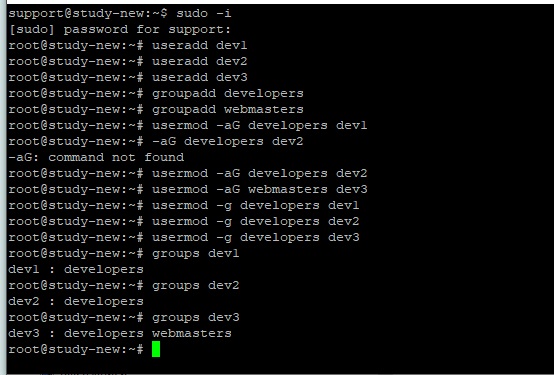 support@study-new:~$ sudo -i
[sudo] password for support:
root@study-new:~# useradd dev1
root@study-new:~# useradd dev2
root@study-new:~# useradd dev3
root@study-new:~# groupadd developers
root@study-new:~# groupadd webmasters
root@study-new:~# usermod -aG developers dev1
root@study-new:~# -aG developers dev2
-aG: command not found
root@study-new:~# usermod -aG developers dev2
root@study-new:~# usermod -aG webmasters dev3
root@study-new:~# usermod -g developers dev1
root@study-new:~# usermod -g developers dev2
root@study-new:~# usermod -g developers dev3
root@study-new:~# groups dev1
dev1 : developers
root@study-new:~# groups dev2
dev2 : developers
root@study-new:~# groups dev3
dev3 : developers webmasters
root@study-new:~#